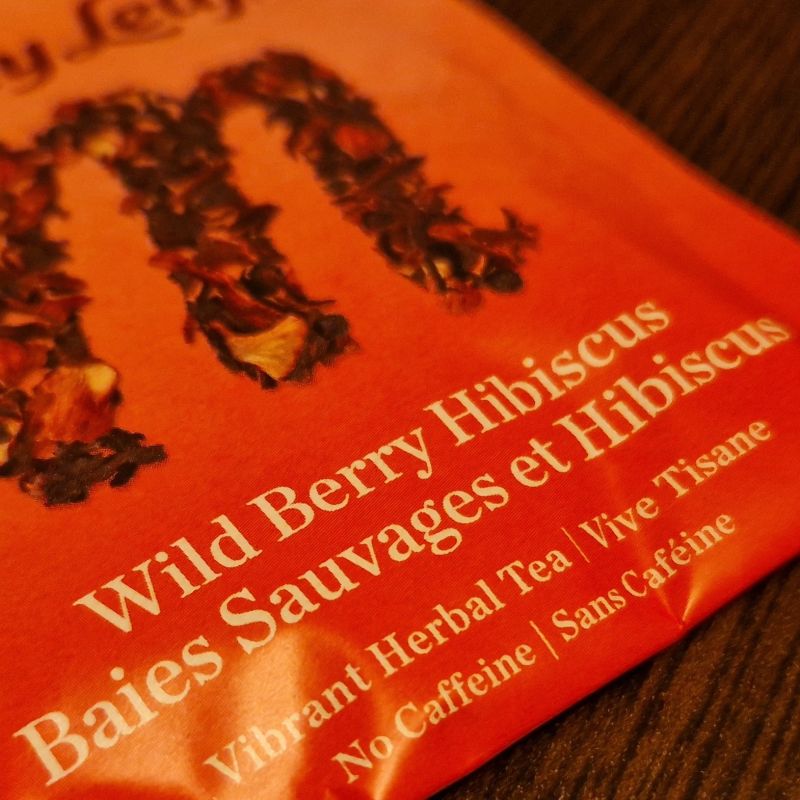 Wild Berry Hibiscus
Baies Sauvages et Hibiscus
Vibrant Herbal Tea | Vive Tisane
No Caffeine | Sans Caféine